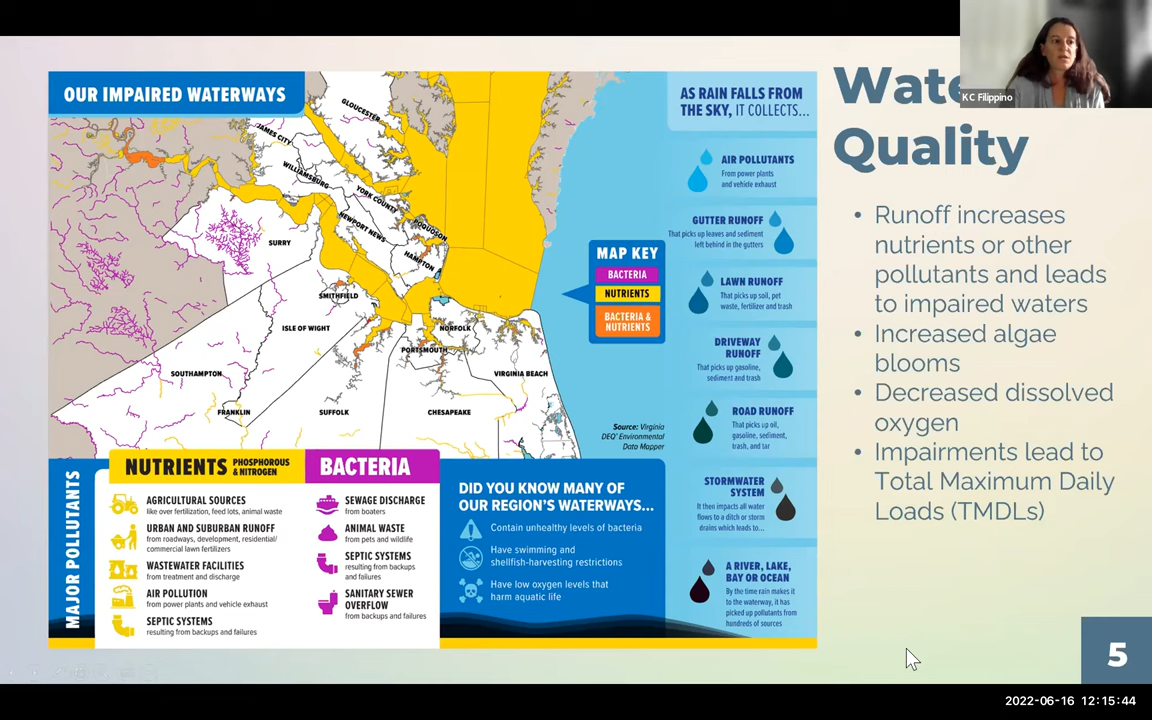 OUR IMPAIRED WATERWAYS
GLOUCESTER
JAMES CITY
WILLIAMSBURG
YORK COUNTY
POQUOSON
NEWPORT NEWS
HAMPTON
SURRY
SMITHFIELD
ISLE OF WIGHT
NORFOLK
PORTSMOUTH
SOUTHAMPTON
VIRGINIA BEACH
FRANKLIN
SUFFOLK
CHESAPEAKE
MAP KEY
BACTERIA
NUTRIENTS
BACTERIA &
NUTRIENTS
Source: Virginia
DEQ' Environmental
Data Mapper
AS RAIN FALLS FROM
THE SKY, IT COLLECTS...
AIR POLLUTANTS
From power plants
and vehicle exhaust
GUTTER RUNOFF
That picks up leaves and sediment
left behind in the gutters
LAWN RUNOFF
That picks up soil, pet
waste, fertilizer and trash
DRIVEWAY
RUNOFF
That picks up gasoline,
sediment and trash
ROAD RUNOFF
That picks up oil,
gasoline, sediment,
trash, and tar
STORMWATER
SYSTEM
It then impacts all water
flows to a ditch or storm
drains which leads to...
A RIVER, LAKE,
BAY OR OCEAN
By the time rain makes it
to the waterway, it has
picked up pollutants from
hundreds of sources
MAJOR POLLUTANTS
NUTRIENTS PHOSPHOROUS
& NITROGEN
AGRICULTURAL SOURCES
like over fertilization, feed lots, animal waste
URBAN AND SUBURBAN RUNOFF
from roadways, development, residential/
commercial lawn fertilizers
WASTEWATER FACILITIES
from treatment and discharge
AIR POLLUTION
from power plants and vehicle exhaust
SEPTIC SYSTEMS
resulting from backups and failures
BACTERIA
SEWAGE DISCHARGE
from boaters
ANIMAL WASTE
from pets and wildlife
SEPTIC SYSTEMS
resulting from backups
and failures
SANITARY SEWER
OVERFLOW
from backups and failures
DID YOU KNOW MANY OF
OUR REGION'S WATERWAYS...
Contain unhealthy levels of bacteria
Have swimming and
shellfish-harvesting restrictions
Have low oxygen levels that
harm aquatic life
Wate
Quality
• Runoff increases
nutrients or other
pollutants and leads
to impaired waters
• Increased algae
blooms
• Decreased dissolved
oxygen
• Impairments lead to
Total Maximum Daily
Loads (TMDLs)
KC Filippino
5
2022-06-16 12:15:44